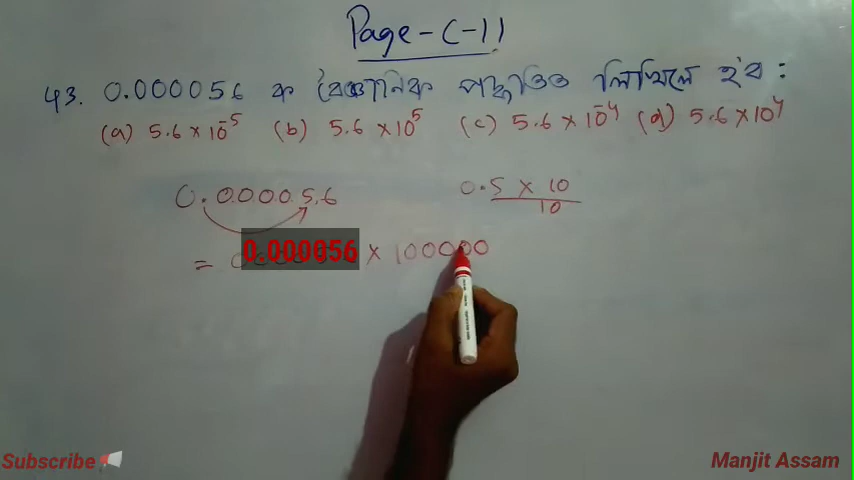 Page-C-11
43. 0.000056 ক বৈজ্ঞানিক পদ্ধতিত লিখিলে হ'ব :
(a) 5.6 × 10⁻⁵ (b) 5.6 × 10⁵ (c) 5.6 × 10⁻⁴ (d) 5.6 × 10⁴
0.00005.6 0.5 × 10
10
= 0.000056 × 100000
Subscribe
Manjit Assam